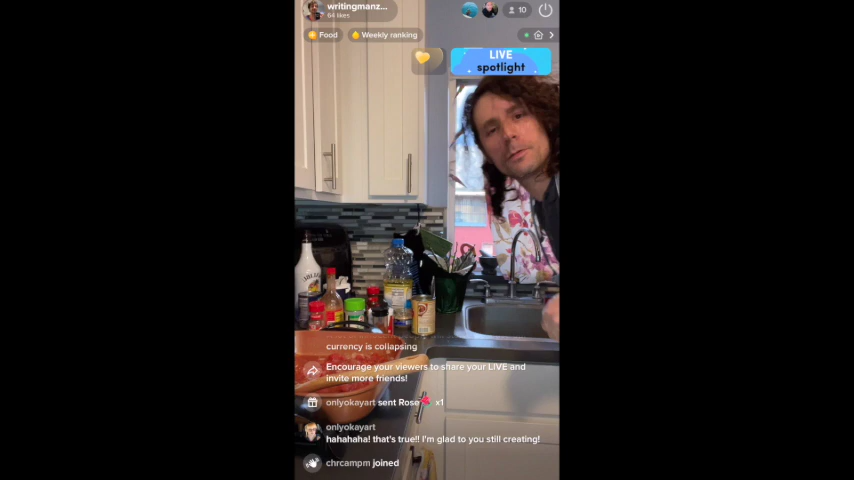 writingmanz...
64 likes
10
Food
Weekly ranking
LIVE
spotlight
currency is collapsing
Encourage your viewers to share your LIVE and
invite more friends!
onlyokayart sent Rose x1
onlyokayart
hahahaha! that's true!! I'm glad to you still creating!
chrcampm joined